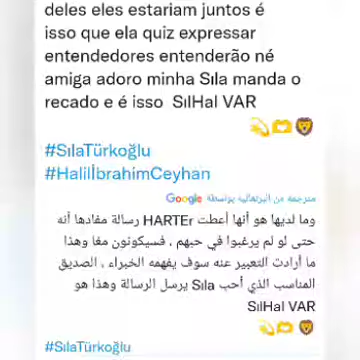 deles eles estariam juntos é
isso que ela quiz expressar
entendedores entenderão né
amiga adoro minha Sıla manda o
recado e é isso SılHal VAR
💫🫶🦁
#SılaTürkoğlu
#HalilİbrahimCeyhan
مترجمة من البرتغالية بواسطة Google
وما لديها هو أنها أعطت HARTEr رسالة مفادها أنه
حتى لو لم يرغبوا في حبهم ، فسيكونون معًا وهذا
ما أرادت التعبير عنه سوف يفهمه الخبراء ، الصديق
المناسب الذي أحب Sıla يرسل الرسالة وهذا هو
SılHal VAR
💫🫶🦁
#SılaTürkoğlu